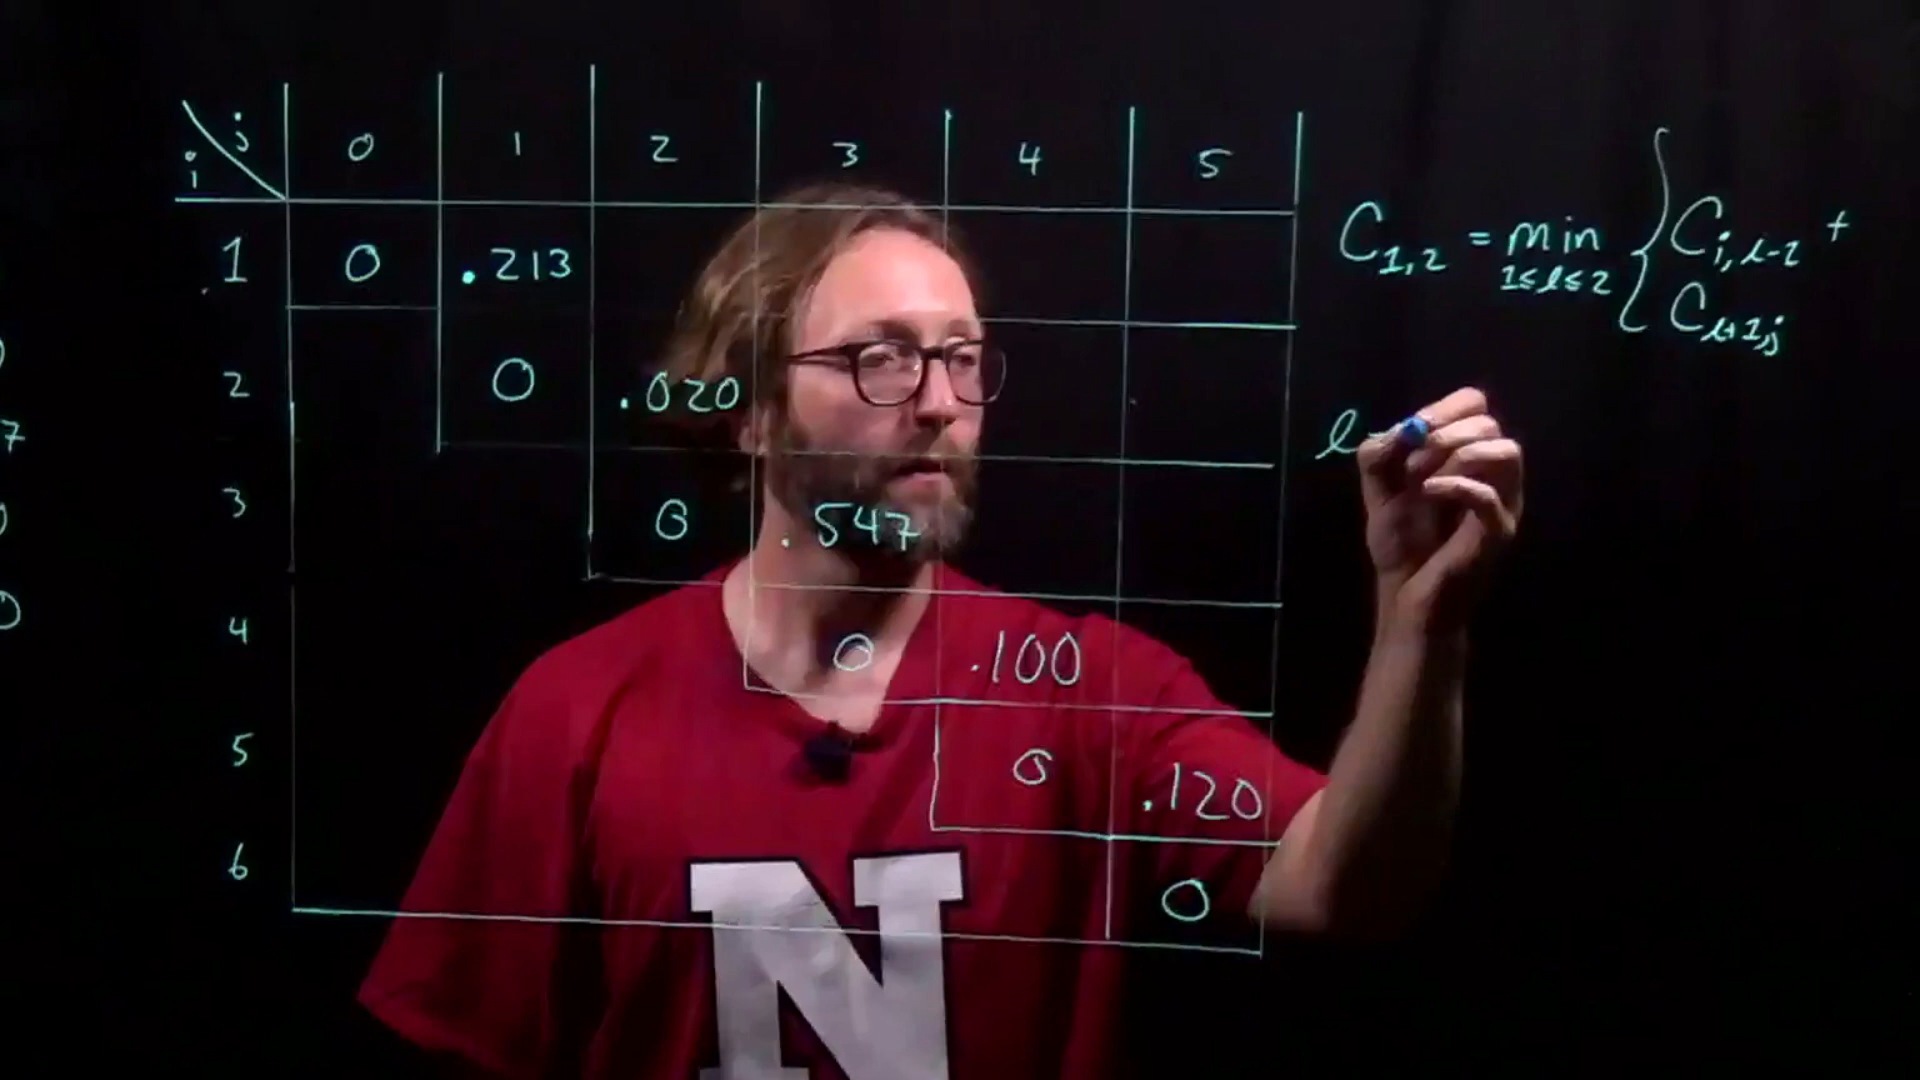 j
i 0 1 2 3 4 5
1 0 .213
2 0 .020
3 0 .547
4 0 .100
5 0 .120
6 0
C1,2 = min 1≤l≤2 { Ci,l-1 +
Cl+1,j
l
N
7